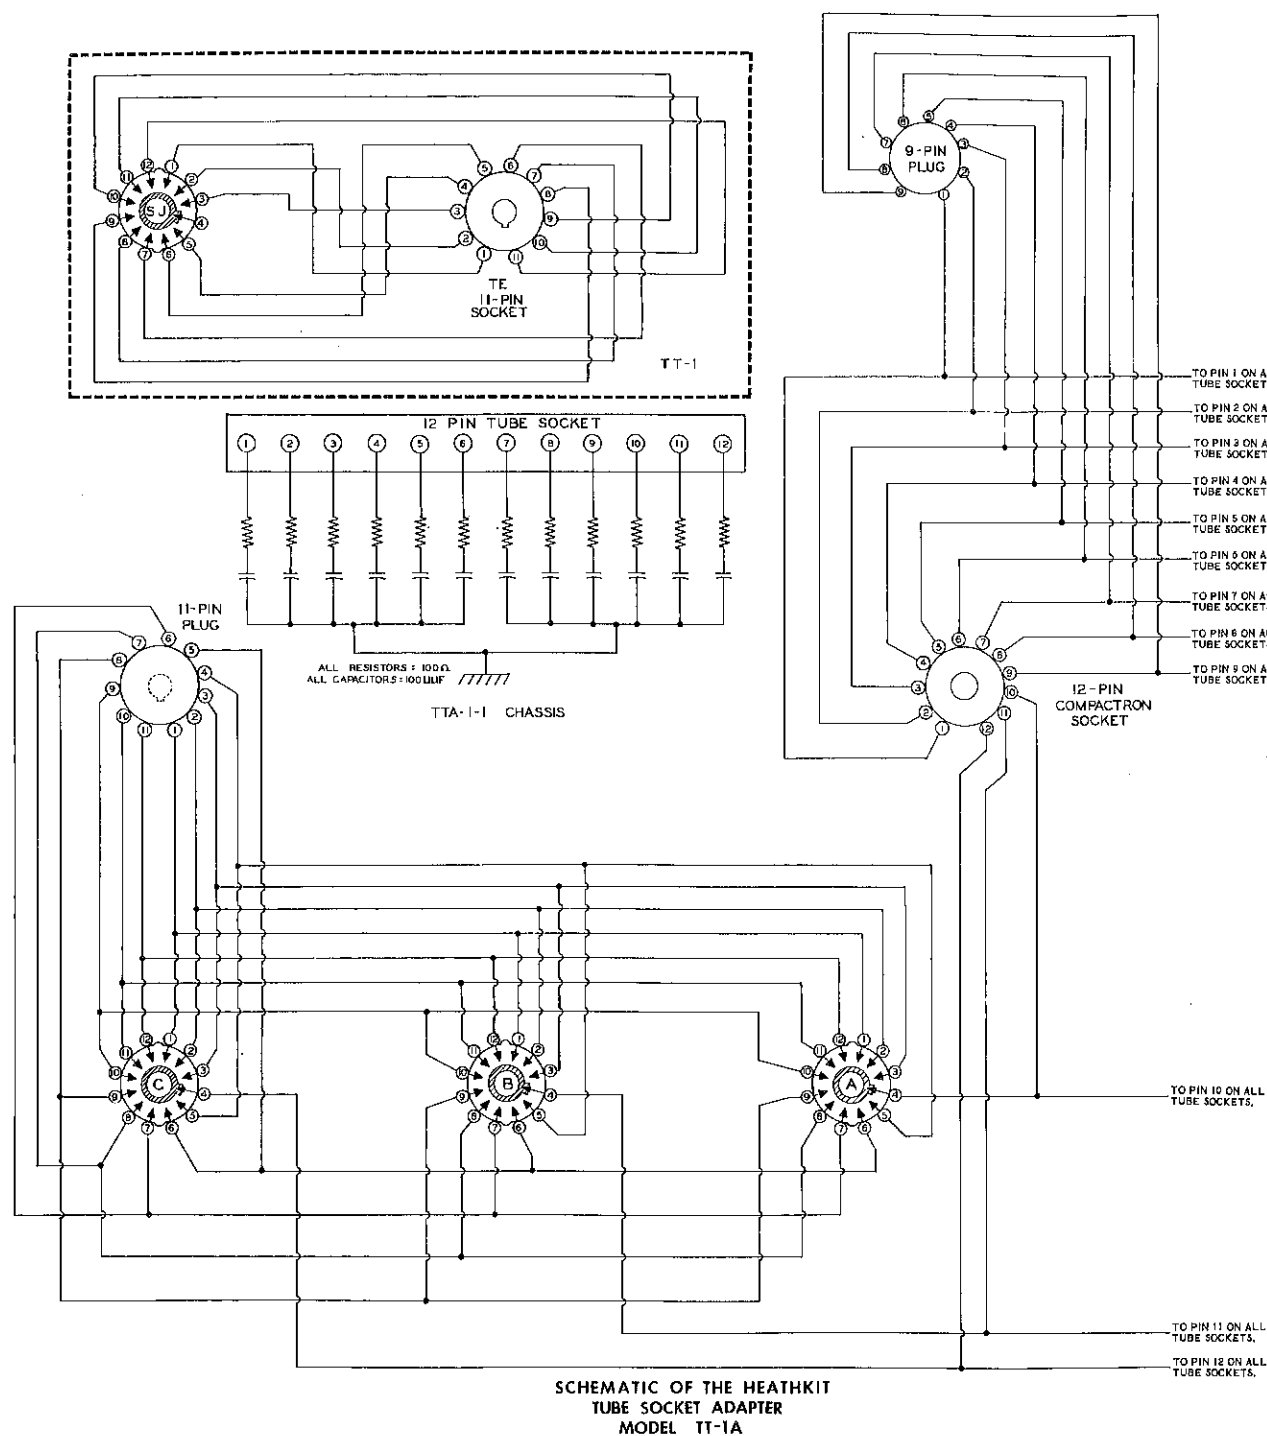 SJ
TE
11-PIN
SOCKET
TT-1
9-PIN
PLUG
12 PIN TUBE SOCKET
1 2 3 4 5 6 7 8 9 10 11 12
ALL RESISTORS = 100Ω
ALL CAPACITORS = 100UUF
TTA-1-1 CHASSIS
11-PIN
PLUG
TO PIN 1 ON A
TUBE SOCKET
TO PIN 2 ON A
TUBE SOCKET
TO PIN 3 ON A
TUBE SOCKET
TO PIN 4 ON A
TUBE SOCKET
TO PIN 5 ON A
TUBE SOCKET
TO PIN 6 ON A
TUBE SOCKET
TO PIN 7 ON A
TUBE SOCKET
TO PIN 8 ON A
TUBE SOCKET
TO PIN 9 ON A
TUBE SOCKET
12-PIN
COMPACTRON
SOCKET
C
B
A
TO PIN 10 ON ALL
TUBE SOCKETS.
TO PIN 11 ON ALL
TUBE SOCKETS.
TO PIN 12 ON ALL
TUBE SOCKETS.
SCHEMATIC OF THE HEATHKIT
TUBE SOCKET ADAPTER
MODEL TT-1A